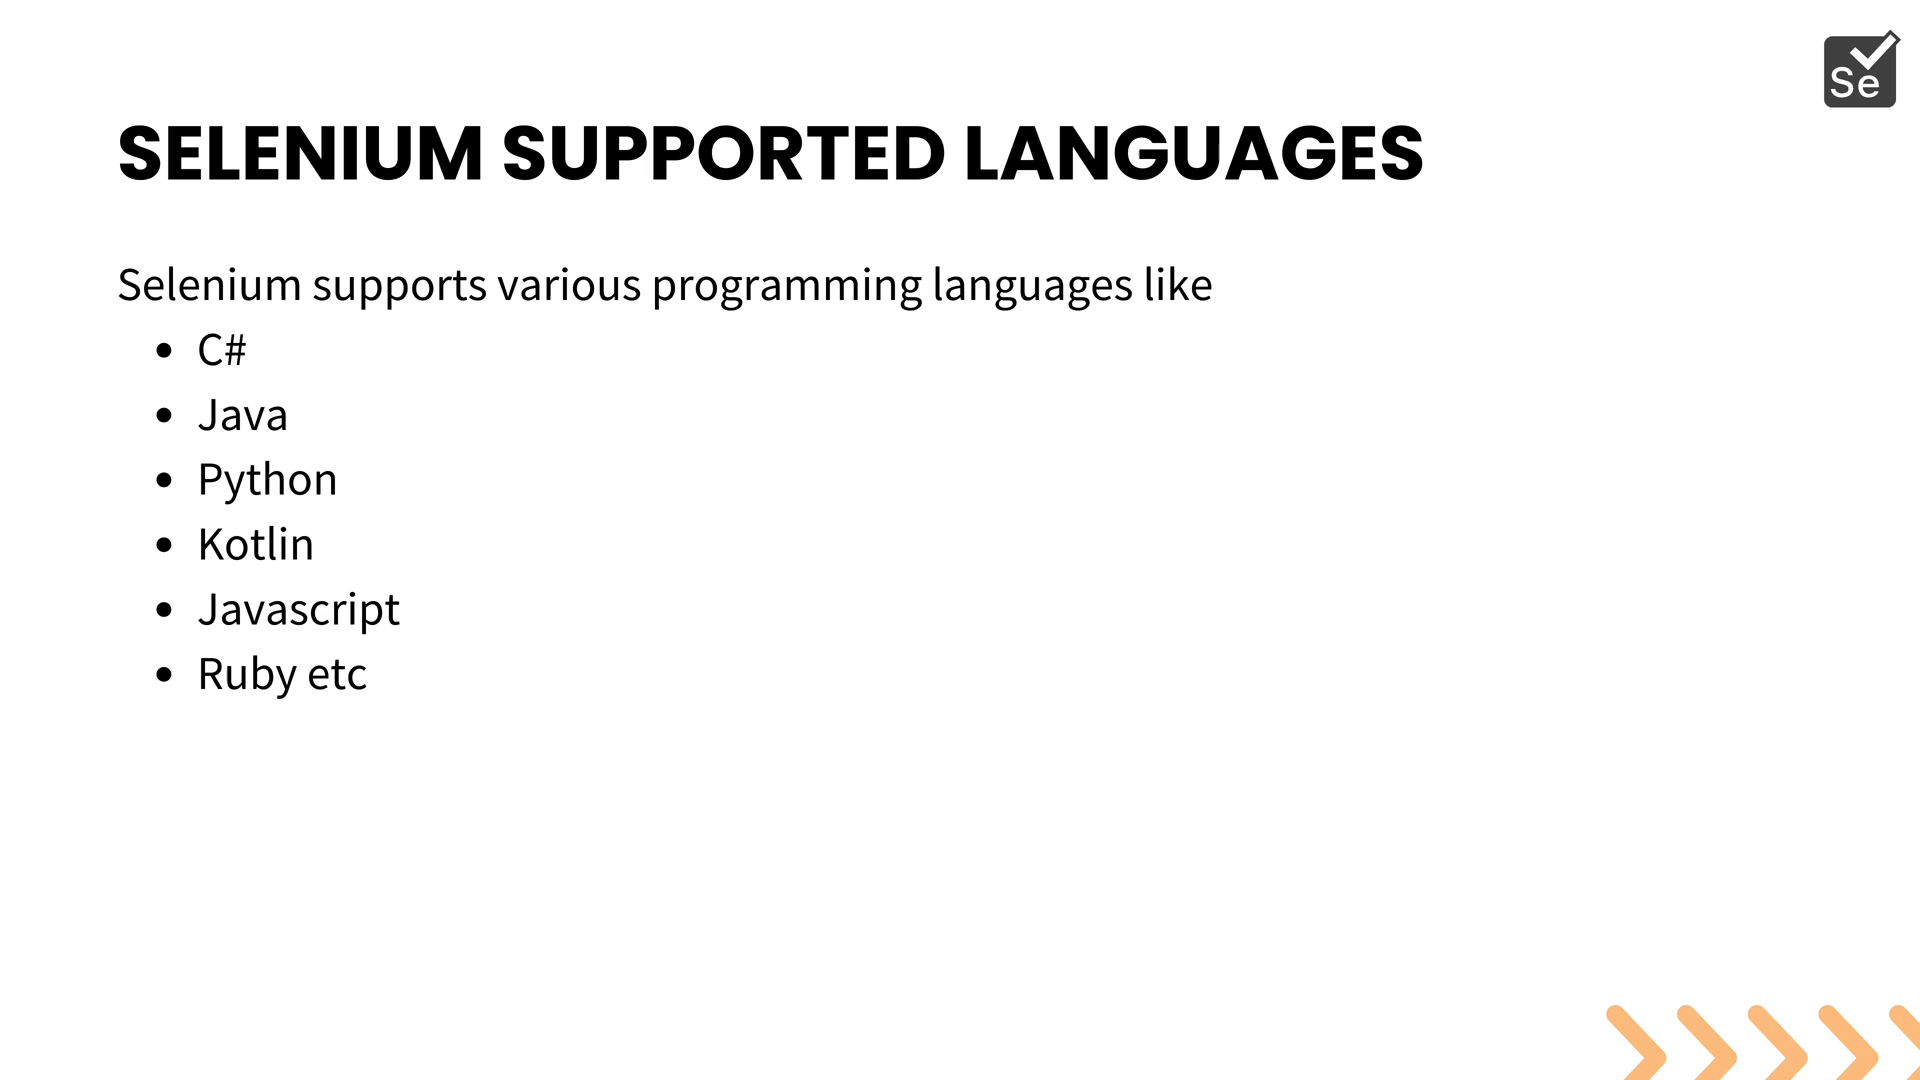 Se
SELENIUM SUPPORTED LANGUAGES
Selenium supports various programming languages like
• C#
• Java
• Python
• Kotlin
• Javascript
• Ruby etc